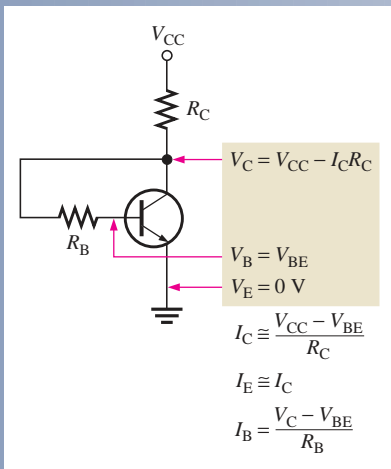 V_CC
R_C
V_C = V_CC − I_C R_C
R_B
V_B = V_BE
V_E = 0 V
I_C ≅ (V_CC − V_BE) / R_C
I_E ≅ I_C
I_B = (V_C − V_BE) / R_B